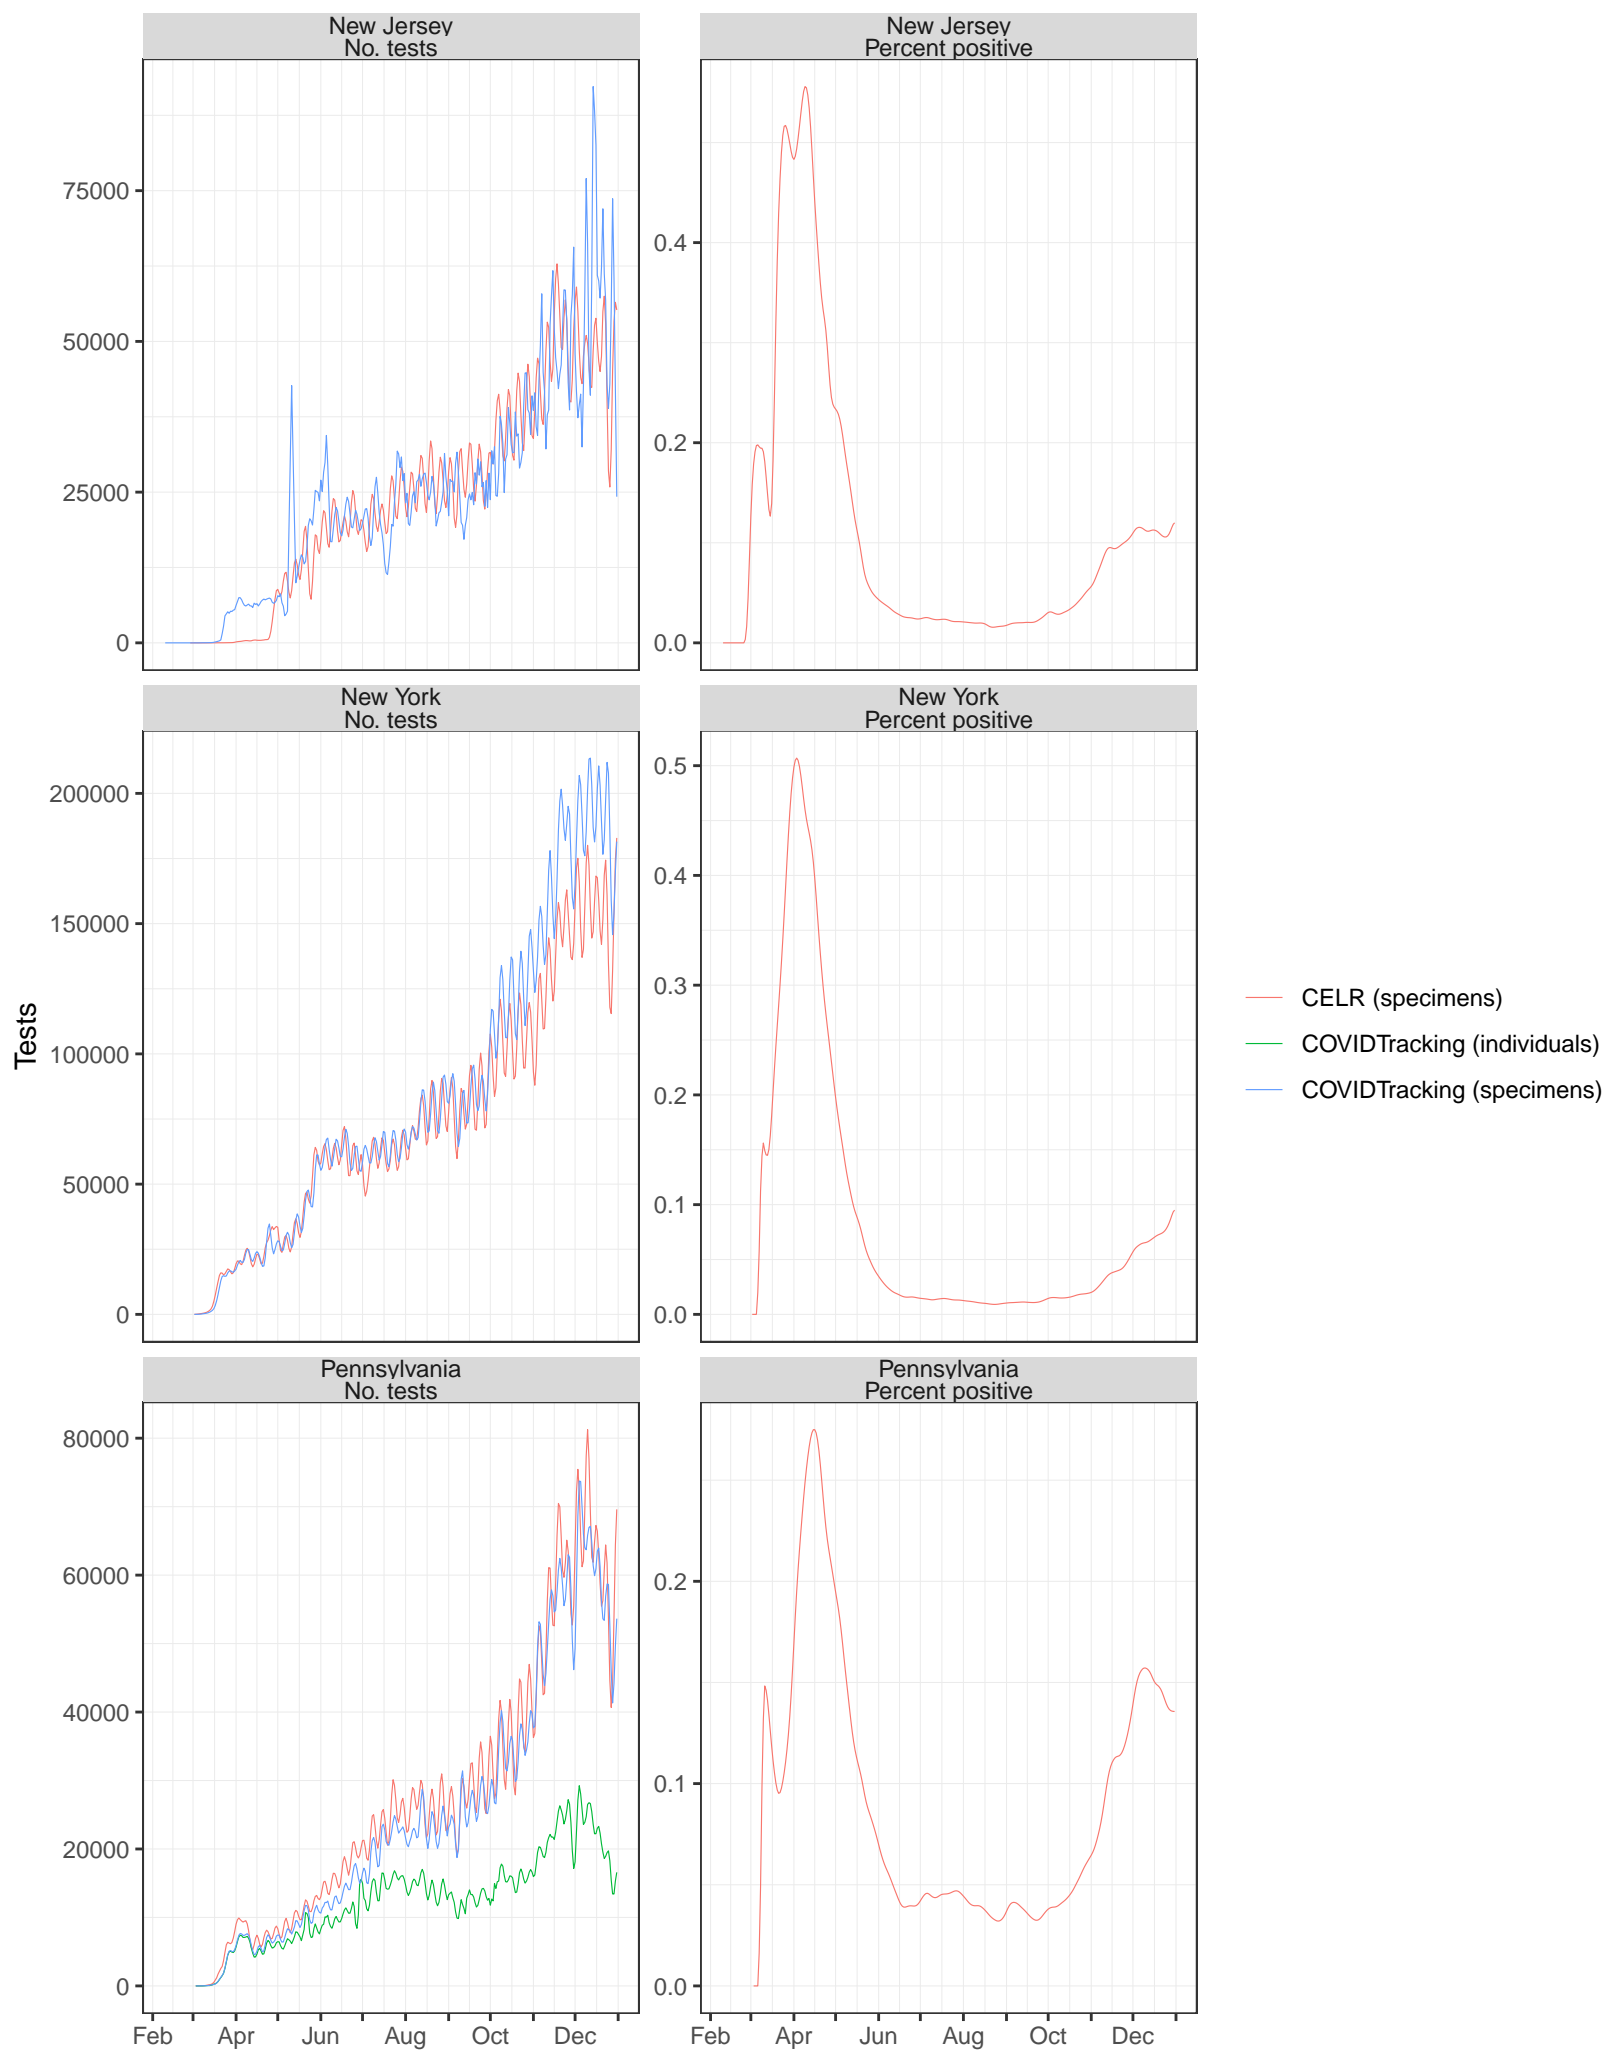 New Jersey
No. tests
New Jersey
Percent positive
75000
50000
25000
0
0.4
0.2
0.0
New York
No. tests
New York
Percent positive
200000
150000
100000
50000
0
0.5
0.4
0.3
0.2
0.1
0.0
Tests
CELR (specimens)
COVIDTracking (individuals)
COVIDTracking (specimens)
Pennsylvania
No. tests
Pennsylvania
Percent positive
80000
60000
40000
20000
0
0.2
0.1
0.0
Feb Apr Jun Aug Oct Dec
Feb Apr Jun Aug Oct Dec